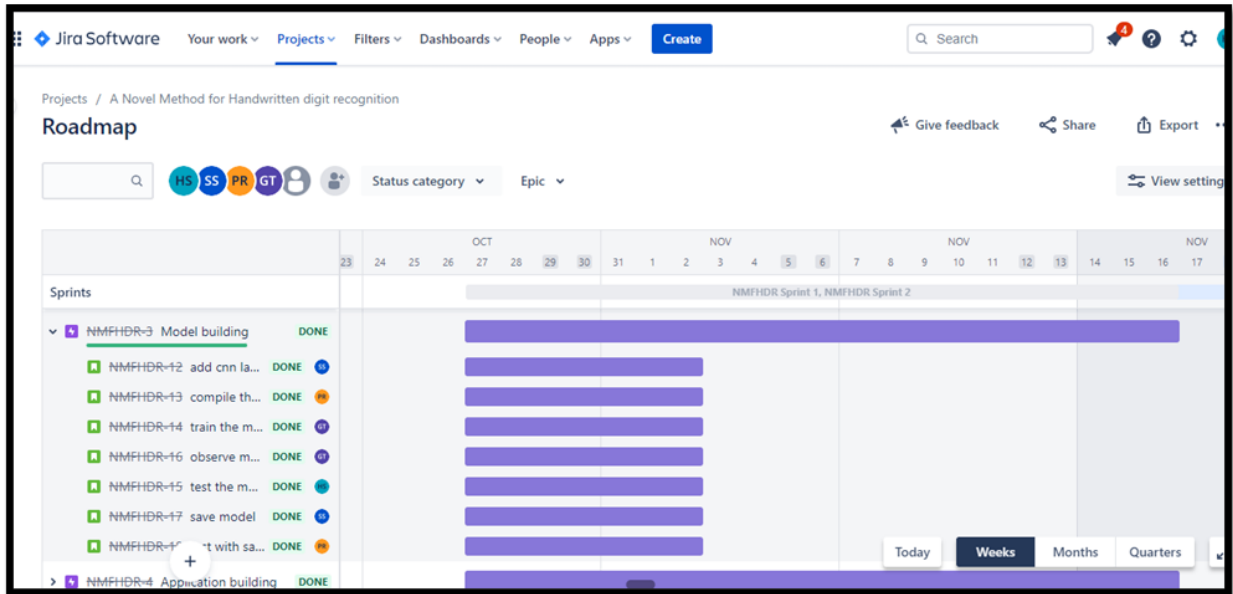 Jira Software Your work Projects Filters Dashboards People Apps Create Search 4
Projects / A Novel Method for Handwritten digit recognition
Roadmap
Give feedback Share Export
HS SS PR GT Status category Epic View setting
OCT NOV NOV NOV
23 24 25 26 27 28 29 30 31 1 2 3 4 5 6 7 8 9 10 11 12 13 14 15 16 17
Sprints NMFHDR Sprint 1, NMFHDR Sprint 2
NMFHDR-3 Model building DONE
NMFHDR-12 add cnn la... DONE SS
NMFHDR-13 compile th... DONE PR
NMFHDR-14 train the m... DONE GT
NMFHDR-16 observe m... DONE GT
NMFHDR-15 test the m... DONE HS
NMFHDR-17 save model DONE SS
with sa... DONE PR
Today Weeks Months Quarters
NMFHDR-4 Application building DONE